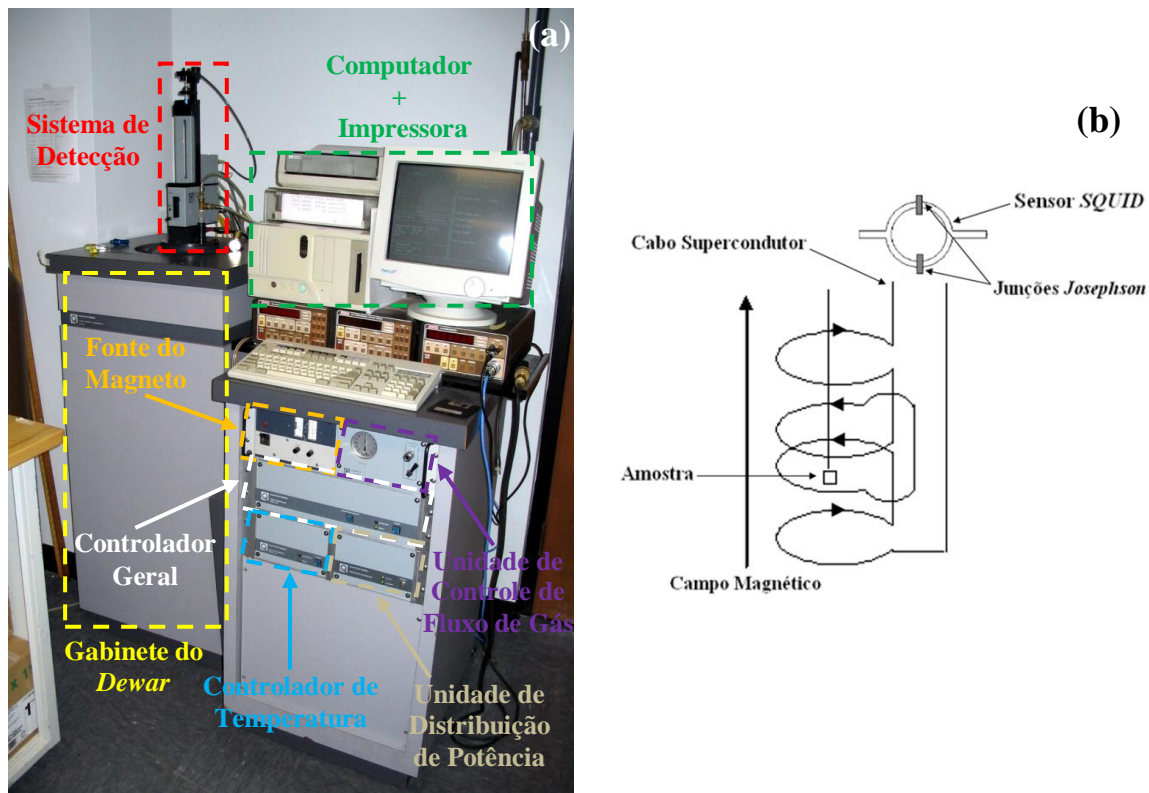 (a)
Computador
+
Impressora
Sistema de
Detecção
Fonte do
Magneto
Controlador
Geral
Unidade de
Controle de
Fluxo de Gás
Gabinete do
Dewar
Controlador de
Temperatura
Unidade de
Distribuição
de Potência
1
(b)
Sensor SQUID
Cabo Supercondutor
Junções Josephson
Amostra
Campo Magnético